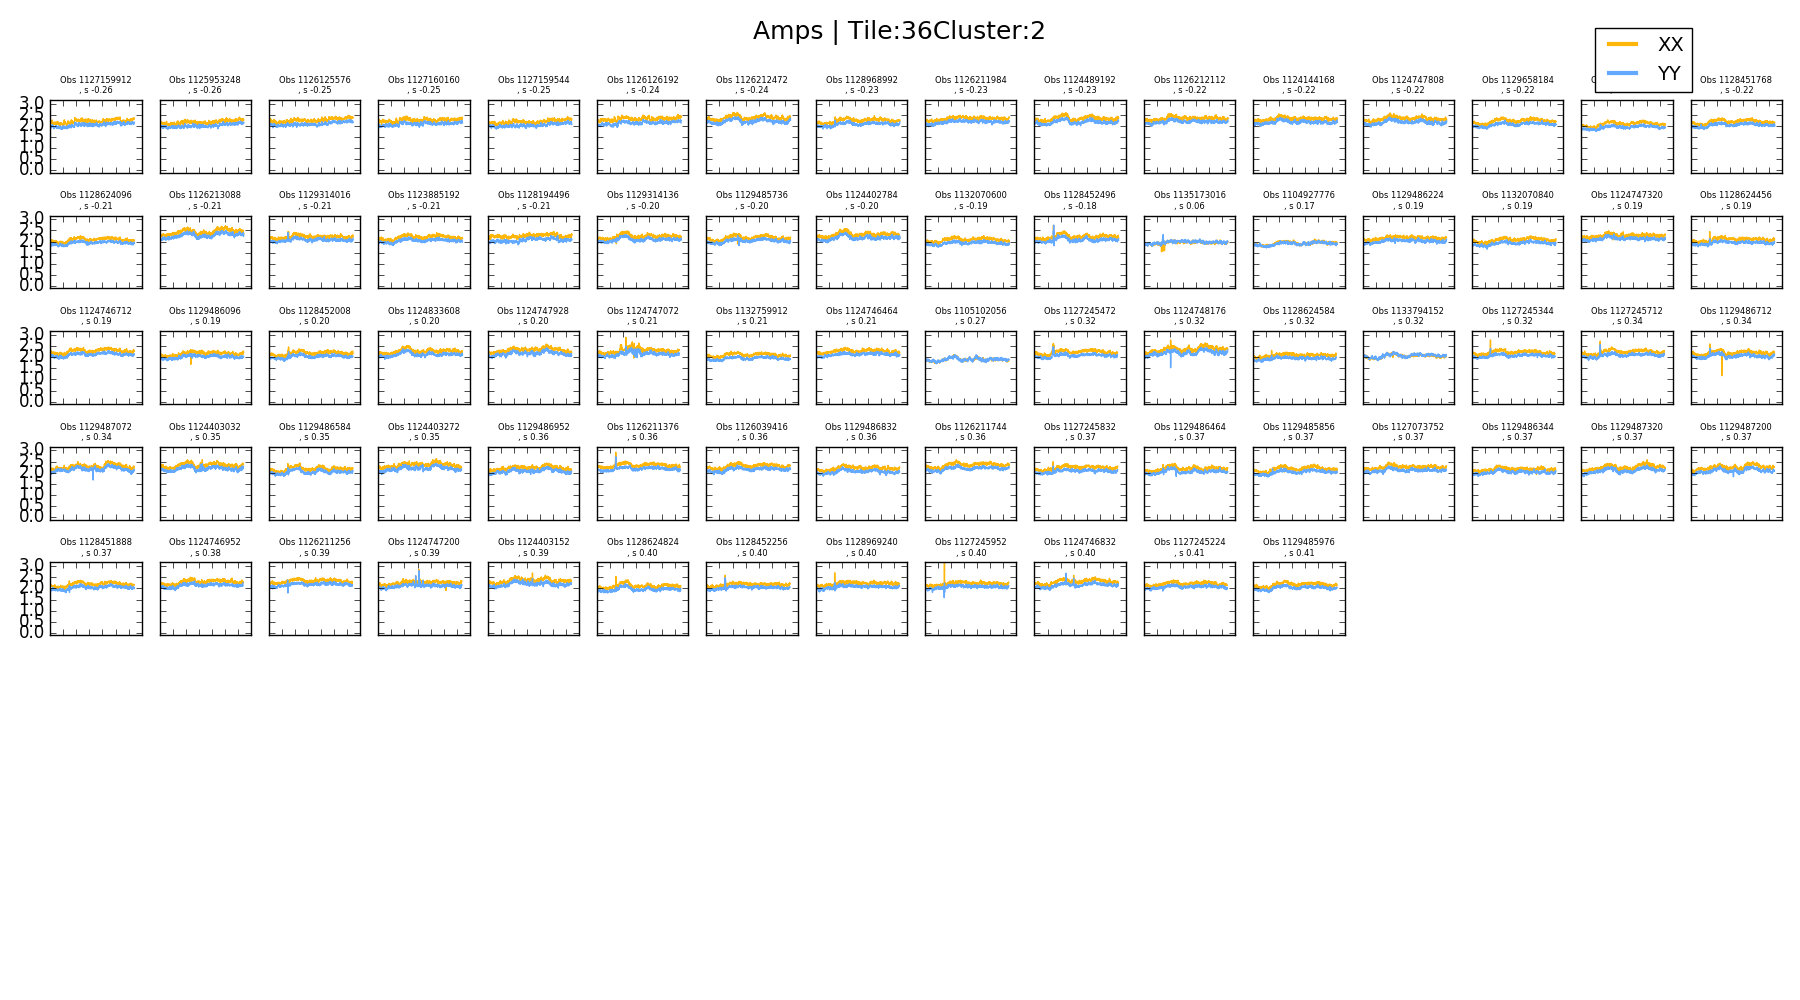 Amps | Tile:36Cluster:2
XX
YY
Obs 1127159912 Obs 1125953248 Obs 1126125576 Obs 1127160160 Obs 1127159544 Obs 1126126192 Obs 1126212472 Obs 1128968992 Obs 1126211984 Obs 1124489192 Obs 1126212112 Obs 1124144168 Obs 1124747808 Obs 1129658184 Obs 1128451768
, s -0.26 , s -0.26 , s -0.25 , s -0.25 , s -0.25 , s -0.24 , s -0.24 , s -0.23 , s -0.23 , s -0.23 , s -0.22 , s -0.22 , s -0.22 , s -0.22 , s -0.22
3.0
2.5
2.0
1.5
1.0
0.5
0.0
Obs 1128624096 Obs 1126213088 Obs 1129314016 Obs 1123885192 Obs 1128194496 Obs 1129314136 Obs 1129485736 Obs 1124402784 Obs 1132070600 Obs 1128452496 Obs 1135173016 Obs 1104927776 Obs 1129486224 Obs 1132070840 Obs 1124747320 Obs 1128624456
, s -0.21 , s -0.21 , s -0.21 , s -0.21 , s -0.21 , s -0.20 , s -0.20 , s -0.20 , s -0.19 , s -0.18 , s 0.06 , s 0.17 , s 0.19 , s 0.19 , s 0.19 , s 0.19
3.0
2.5
2.0
1.5
1.0
0.5
0.0
Obs 1124746712 Obs 1129486096 Obs 1128452008 Obs 1124833608 Obs 1124747928 Obs 1124747072 Obs 1132759912 Obs 1124746464 Obs 1105102056 Obs 1127245472 Obs 1124748176 Obs 1128624584 Obs 1133794152 Obs 1127245344 Obs 1127245712 Obs 1129486712
, s 0.19 , s 0.19 , s 0.20 , s 0.20 , s 0.20 , s 0.21 , s 0.21 , s 0.21 , s 0.27 , s 0.32 , s 0.32 , s 0.32 , s 0.32 , s 0.32 , s 0.34 , s 0.34
3.0
2.5
2.0
1.5
1.0
0.5
0.0
Obs 1129487072 Obs 1124403032 Obs 1129486584 Obs 1124403272 Obs 1129486952 Obs 1126211376 Obs 1126039416 Obs 1129486832 Obs 1126211744 Obs 1127245832 Obs 1129486464 Obs 1129485856 Obs 1127073752 Obs 1129486344 Obs 1129487320 Obs 1129487200
, s 0.34 , s 0.35 , s 0.35 , s 0.35 , s 0.36 , s 0.36 , s 0.36 , s 0.36 , s 0.36 , s 0.37 , s 0.37 , s 0.37 , s 0.37 , s 0.37 , s 0.37 , s 0.37
3.0
2.5
2.0
1.5
1.0
0.5
0.0
Obs 1128451888 Obs 1124746952 Obs 1126211256 Obs 1124747200 Obs 1124403152 Obs 1128624824 Obs 1128452256 Obs 1128969240 Obs 1127245952 Obs 1124746832 Obs 1127245224 Obs 1129485976
, s 0.37 , s 0.38 , s 0.39 , s 0.39 , s 0.39 , s 0.40 , s 0.40 , s 0.40 , s 0.40 , s 0.40 , s 0.41 , s 0.41
3.0
2.5
2.0
1.5
1.0
0.5
0.0